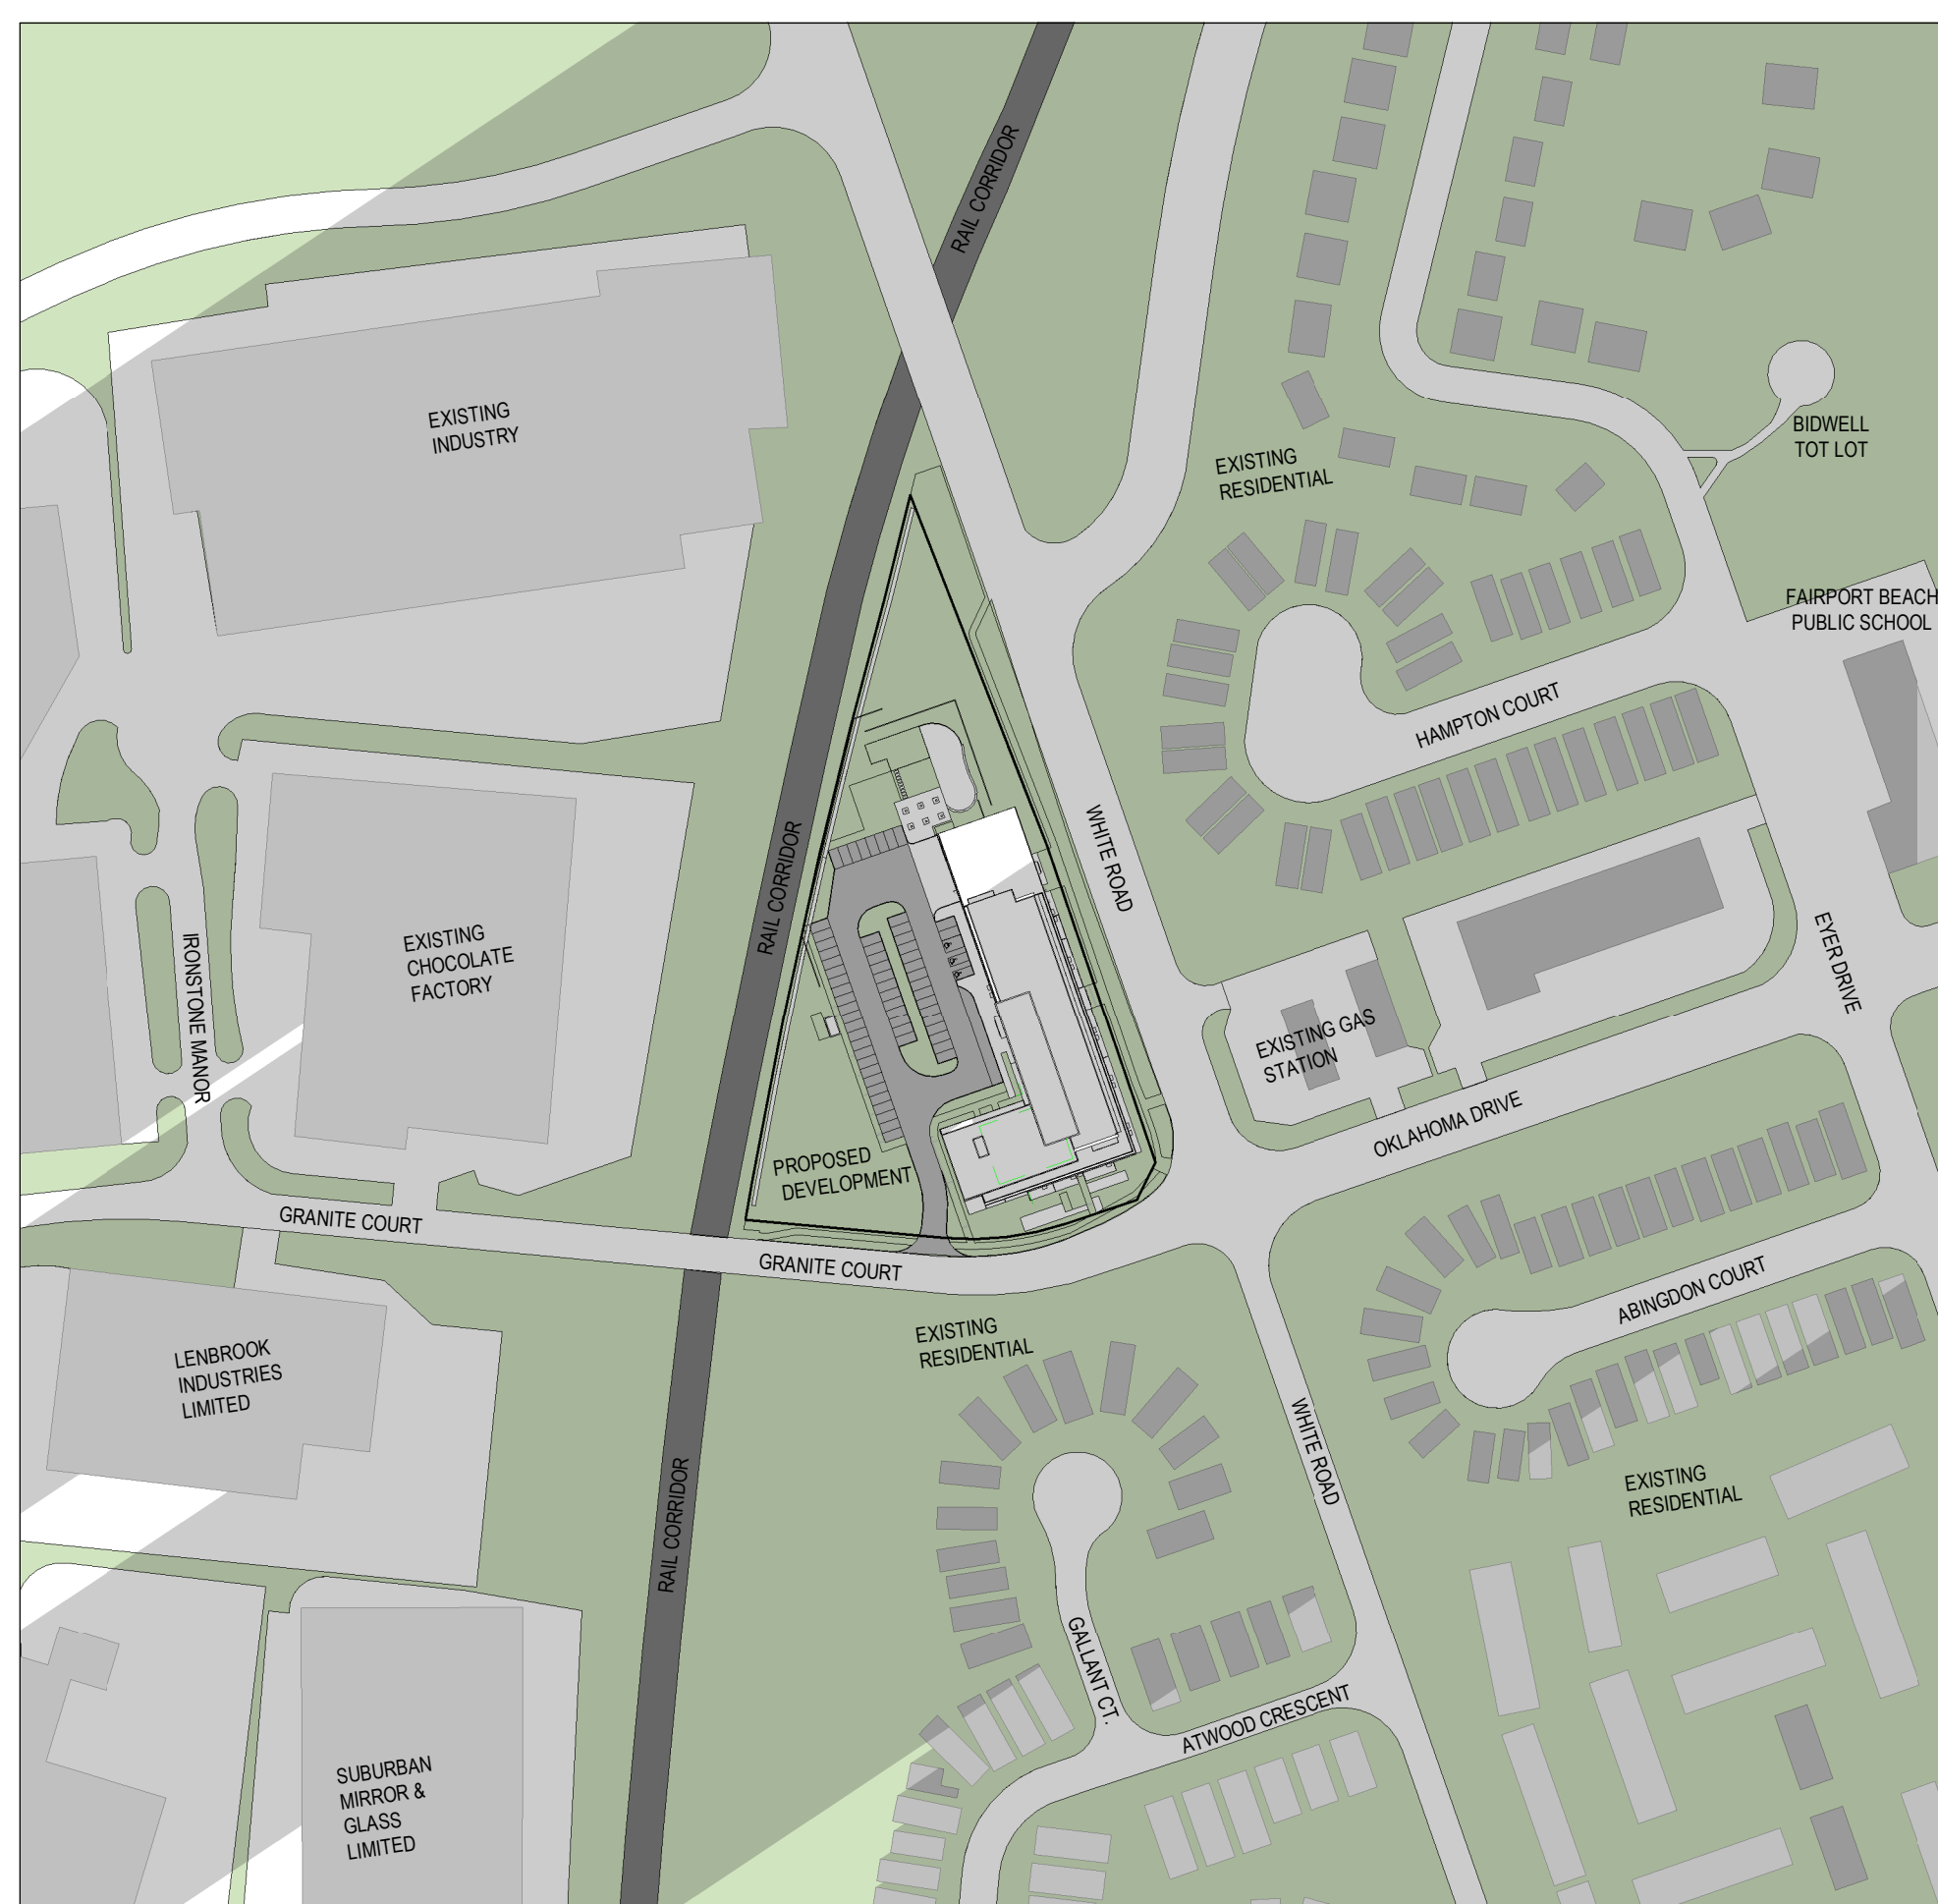 RAIL CORRIDOR
EXISTING
INDUSTRY
BIDWELL
TOT LOT
EXISTING
RESIDENTIAL
FAIRPORT BEACH
PUBLIC SCHOOL
HAMPTON COURT
WHITE ROAD
RAIL CORRIDOR
EXISTING
CHOCOLATE
FACTORY
IRONSTONE MANOR
EYER DRIVE
EXISTING GAS
STATION
OKLAHOMA DRIVE
PROPOSED
DEVELOPMENT
GRANITE COURT
GRANITE COURT
ABINGDON COURT
EXISTING
RESIDENTIAL
LENBROOK
INDUSTRIES
LIMITED
WHITE ROAD
EXISTING
RESIDENTIAL
RAIL CORRIDOR
GALLANT CT.
ATWOOD CRESCENT
SUBURBAN
MIRROR &
GLASS
LIMITED